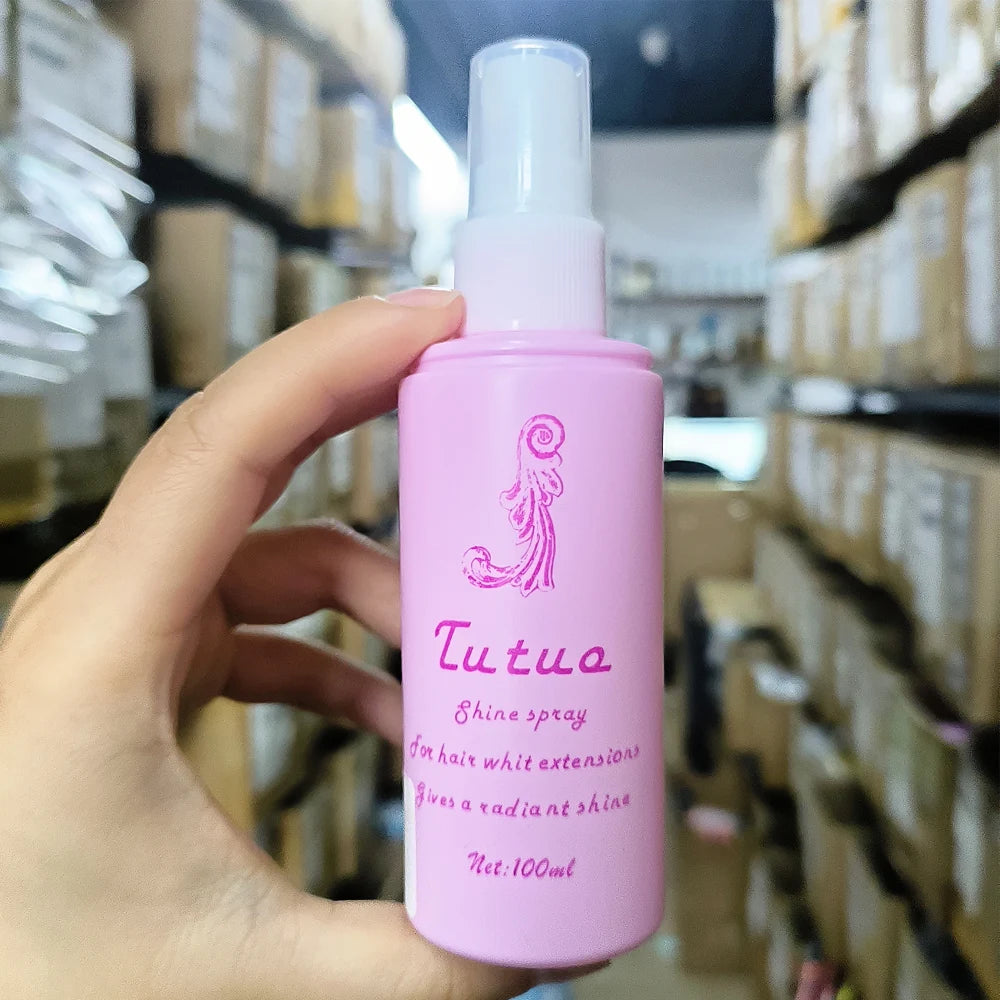 Tutuo
Shine spray
for hair whit extensions
Gives a radiant shine
Net:100ml